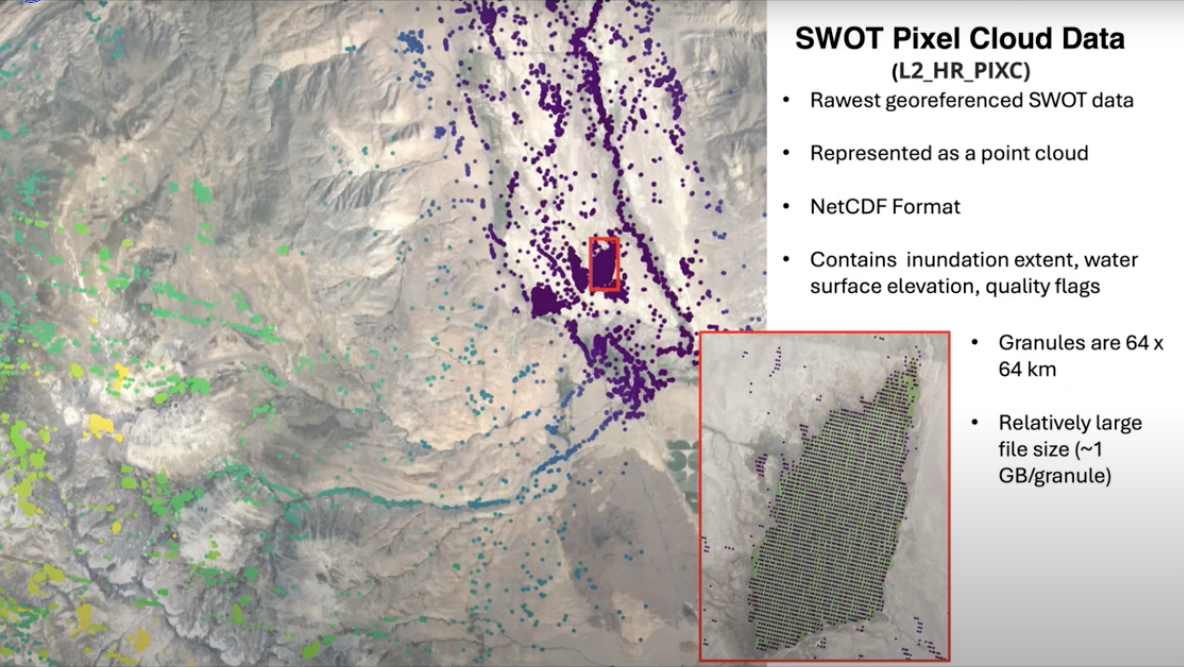 SWOT Pixel Cloud Data
(L2_HR_PIXC)
• Rawest georeferenced SWOT data
• Represented as a point cloud
• NetCDF Format
• Contains inundation extent, water
surface elevation, quality flags
• Granules are 64 x
64 km
• Relatively large
file size (~1
GB/granule)